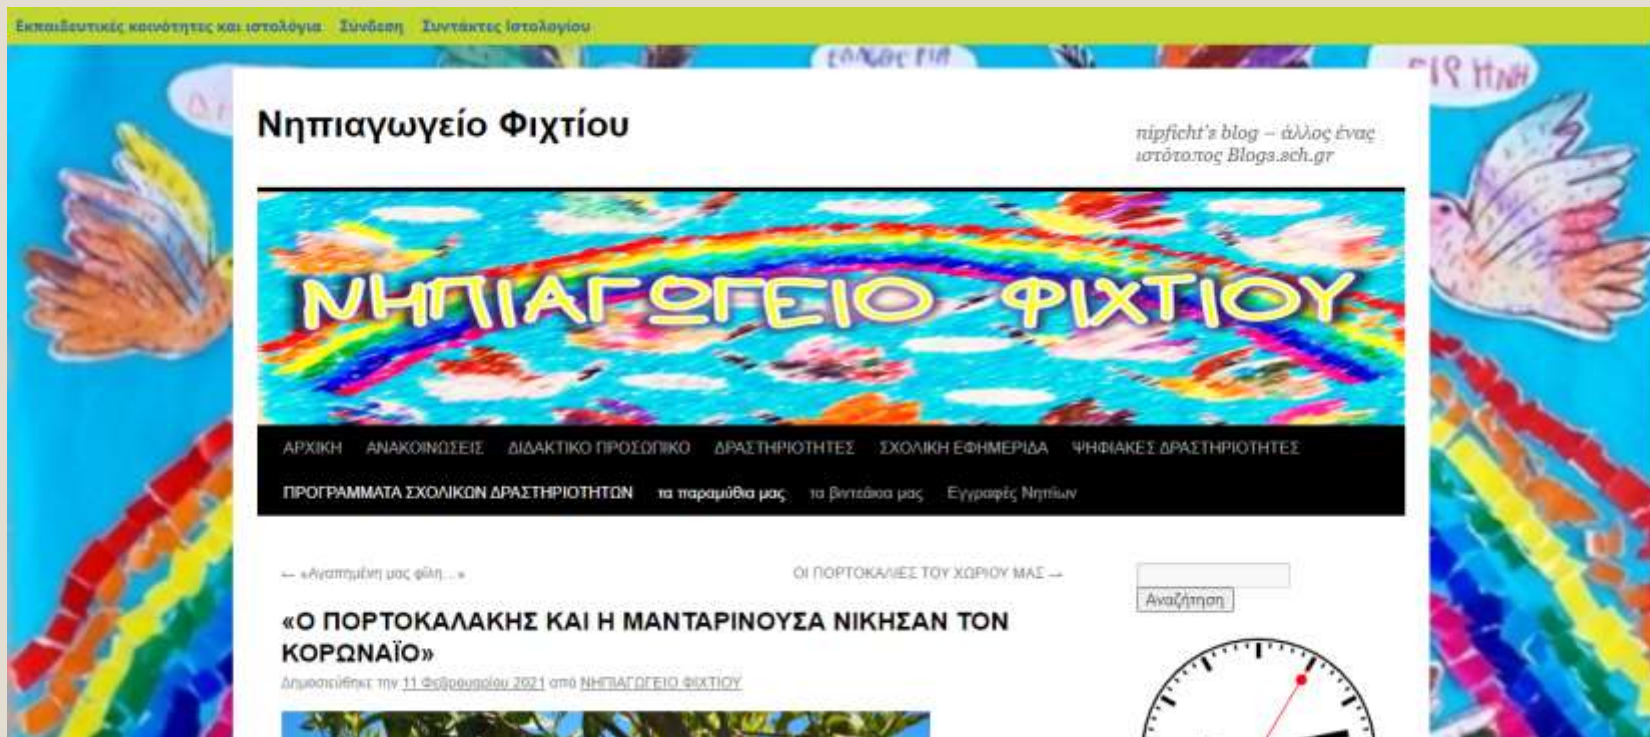 Εκπαιδευτικές κοινότητες και ιστολόγια Σύνδεση Συντάκτες Ιστολογίου
Νηπιαγωγείο Φιχτίου
nipficht's blog – άλλος ένας
ιστότοπος Blogs.sch.gr
ΝΗΠΙΑΓΩΓΕΙΟ ΦΙΧΤΙΟΥ
ΑΡΧΙΚΗ ΑΝΑΚΟΙΝΩΣΕΙΣ ΔΙΔΑΚΤΙΚΟ ΠΡΟΣΩΠΙΚΟ ΔΡΑΣΤΗΡΙΟΤΗΤΕΣ ΣΧΟΛΙΚΗ ΕΦΗΜΕΡΙΔΑ ΨΗΦΙΑΚΕΣ ΔΡΑΣΤΗΡΙΟΤΗΤΕΣ
ΠΡΟΓΡΑΜΜΑΤΑ ΣΧΟΛΙΚΩΝ ΔΡΑΣΤΗΡΙΟΤΗΤΩΝ τα παραμύθια μας τα βιντεάκια μας Εγγραφές Νηπίων
← «Αγαπημένη μας φίλη…» ΟΙ ΠΟΡΤΟΚΑΛΙΕΣ ΤΟΥ ΧΩΡΙΟΥ ΜΑΣ →
Αναζήτηση
«Ο ΠΟΡΤΟΚΑΛΑΚΗΣ ΚΑΙ Η ΜΑΝΤΑΡΙΝΟΥΣΑ ΝΙΚΗΣΑΝ ΤΟΝ
ΚΟΡΩΝΑΪΟ»
Δημοσιεύθηκε την 11 Φεβρουαρίου 2021 από ΝΗΠΙΑΓΩΓΕΙΟ ΦΙΧΤΙΟΥ